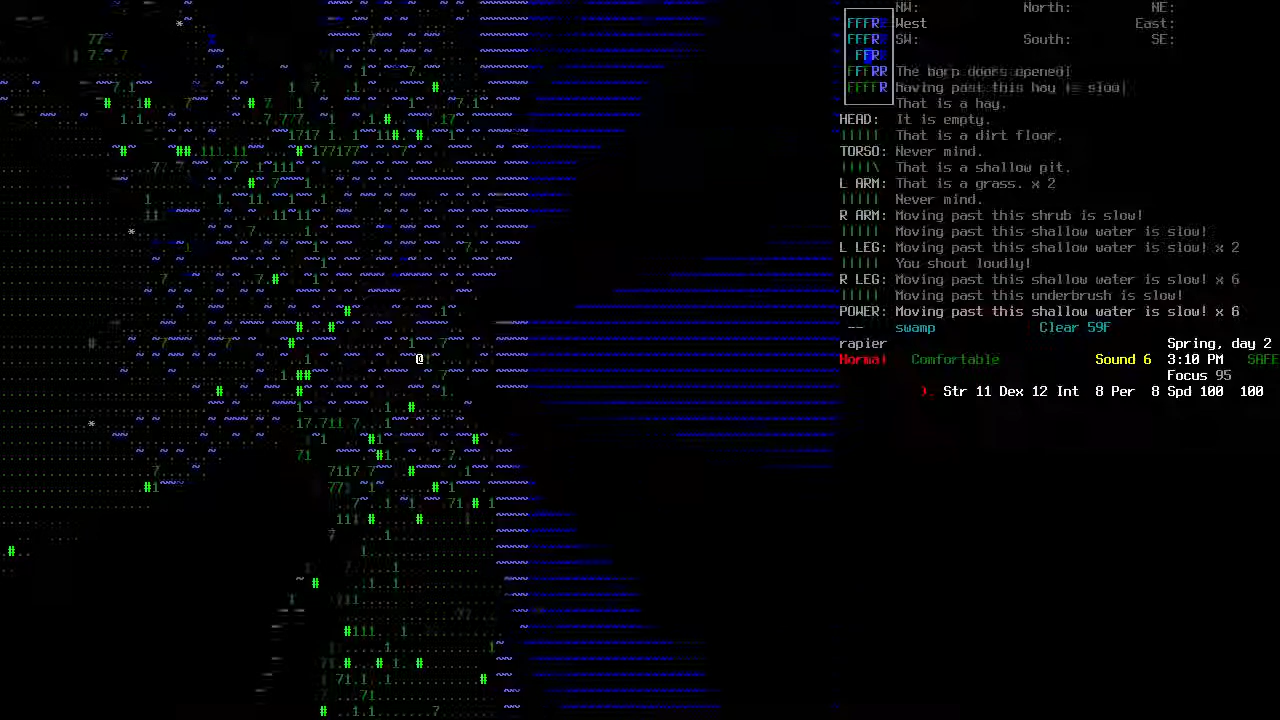 NW: North: NE:
FFFR West East:
FFFR SW: South: SE:
FFR
FFFRR The barn doors opened!
FFFFR Moving past this hay is slow!
That is a hay.
HEAD: It is empty.
||||| That is a dirt floor.
TORSO: Never mind.
||||\ That is a shallow pit.
L ARM: That is a grass. x 2
||||| Never mind.
R ARM: Moving past this shrub is slow!
||||| Moving past this shallow water is slow!
L LEG: Moving past this shallow water is slow! x 2
||||| You shout loudly!
R LEG: Moving past this shallow water is slow! x 6
||||| Moving past this underbrush is slow!
POWER: Moving past this shallow water is slow! x 6
-- swamp Clear 59F
rapier Spring, day 2
Normal Comfortable Sound 6 3:10 PM SAFE
Focus 95
). Str 11 Dex 12 Int 8 Per 8 Spd 100 100